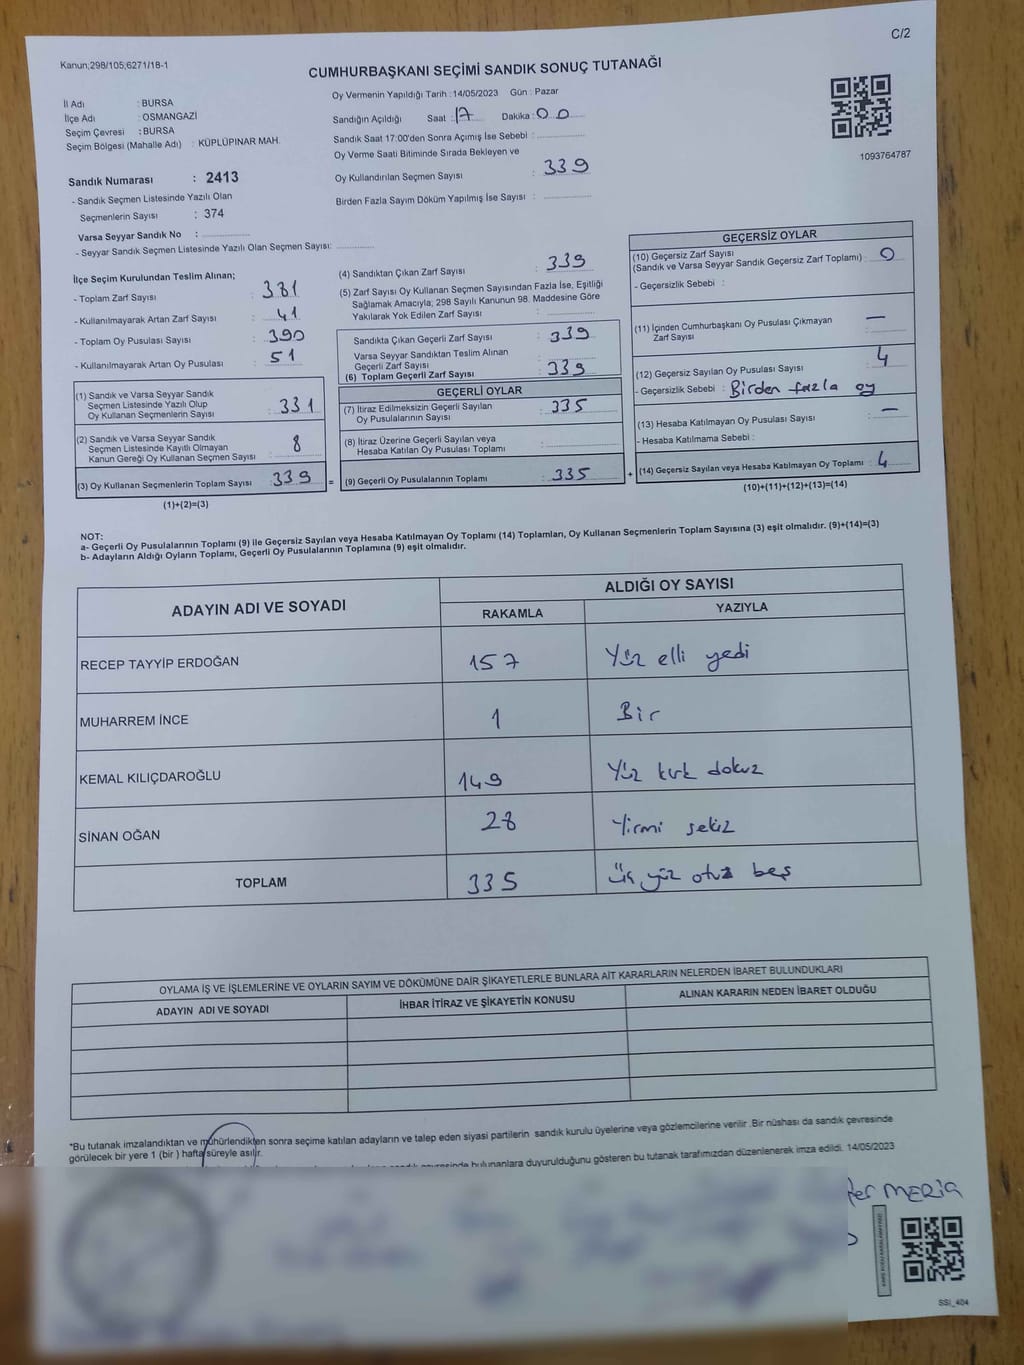 C/2
Kanun;298/105;6271/18-1
CUMHURBAŞKANI SEÇİMİ SANDIK SONUÇ TUTANAĞI
İl Adı : BURSA
İlçe Adı : OSMANGAZİ
Seçim Çevresi : BURSA
Seçim Bölgesi (Mahalle Adı) : KÜPLÜPINAR MAH.
Oy Vermenin Yapıldığı Tarih : 14/05/2023 Gün : Pazar
Sandığın Açıldığı Saat : 17 Dakika : 00
Sandık Saat 17:00'den Sonra Açmış İse Sebebi :
Oy Verme Saati Bitiminde Sırada Bekleyen ve
Oy Kullandırılan Seçmen Sayısı : 339
Birden Fazla Sayım Döküm Yapılmış İse Sayısı :
1093764787
Sandık Numarası : 2413
- Sandık Seçmen Listesinde Yazılı Olan
Seçmenlerin Sayısı : 374
Varsa Seyyar Sandık No :
- Seyyar Sandık Seçmen Listesinde Yazılı Olan Seçmen Sayısı:
İlçe Seçim Kurulundan Teslim Alınan;
- Toplam Zarf Sayısı : 381
- Kullanılmayarak Artan Zarf Sayısı : 41
- Toplam Oy Pusulası Sayısı : 390
- Kullanılmayarak Artan Oy Pusulası : 51
(1) Sandık ve Varsa Seyyar Sandık
Seçmen Listesinde Yazılı Olup
Oy Kullanan Seçmenlerin Sayısı : 331
(2) Sandık ve Varsa Seyyar Sandık
Seçmen Listesinde Kayıtlı Olmayan
Kanun Gereği Oy Kullanan Seçmen Sayısı : 8
(3) Oy Kullanan Seçmenlerin Toplam Sayısı : 339
(1)+(2)=(3)
(4) Sandıktan Çıkan Zarf Sayısı : 339
(5) Zarf Sayısı Oy Kullanan Seçmen Sayısından Fazla İse, Eşitliği
Sağlamak Amacıyla; 298 Sayılı Kanunun 98. Maddesine Göre
Yakılarak Yok Edilen Zarf Sayısı :
Sandıkta Çıkan Geçerli Zarf Sayısı : 339
Varsa Seyyar Sandıktan Teslim Alınan
Geçerli Zarf Sayısı :
(6) Toplam Geçerli Zarf Sayısı : 339
GEÇERLİ OYLAR
(7) İtiraz Edilmeksizin Geçerli Sayılan
Oy Pusulalarının Sayısı : 335
(8) İtiraz Üzerine Geçerli Sayılan veya
Hesaba Katılan Oy Pusulası Toplamı :
= (9) Geçerli Oy Pusulalarının Toplamı : 335 +
GEÇERSİZ OYLAR
(10) Geçersiz Zarf Sayısı
(Sandık ve Varsa Seyyar Sandık Geçersiz Zarf Toplamı) : 0
- Geçersizlik Sebebi :
(11) İçinden Cumhurbaşkanı Oy Pusulası Çıkmayan
Zarf Sayısı : —
(12) Geçersiz Sayılan Oy Pusulası Sayısı : 4
- Geçersizlik Sebebi : Birden fazla oy
(13) Hesaba Katılmayan Oy Pusulası Sayısı : —
- Hesaba Katılmama Sebebi :
(14) Geçersiz Sayılan veya Hesaba Katılmayan Oy Toplamı : 4
(10)+(11)+(12)+(13)=(14)
NOT:
a- Geçerli Oy Pusulalarının Toplamı (9) ile Geçersiz Sayılan veya Hesaba Katılmayan Oy Toplamı (14) Toplamları, Oy Kullanan Seçmenlerin Toplam Sayısına (3) eşit olmalıdır. (9)+(14)=(3)
b- Adayların Aldığı Oyların Toplamı, Geçerli Oy Pusulalarının Toplamına (9) eşit olmalıdır.
ADAYIN ADI VE SOYADI
ALDIĞI OY SAYISI
RAKAMLA YAZIYLA
RECEP TAYYİP ERDOĞAN 157 Yüz elli yedi
MUHARREM İNCE 1 Bir
KEMAL KILIÇDAROĞLU 149 Yüz kırk dokuz
SİNAN OĞAN 28 Yirmi sekiz
TOPLAM 335 üç yüz otuz beş
OYLAMA İŞ VE İŞLEMLERİNE VE OYLARIN SAYIM VE DÖKÜMÜNE DAİR ŞİKAYETLERLE BUNLARA AİT KARARLARIN NELERDEN İBARET BULUNDUKLARI
ADAYIN ADI VE SOYADI İHBAR İTİRAZ VE ŞİKAYETİN KONUSU ALINAN KARARIN NEDEN İBARET OLDUĞU
*Bu tutanak imzalandıktan ve mühürlendikten sonra seçime katılan adayların ve talep eden siyasi partilerin sandık kurulu üyelerine veya gözlemcilerine verilir .Bir nüshası da sandık çevresinde
görülecek bir yere 1 (bir ) hafta süreyle asılır.
bulunanlara duyurulduğunu gösteren bu tutanak tarafımızdan düzenlenerek imza edildi. 14/05/2023
SSİ_404